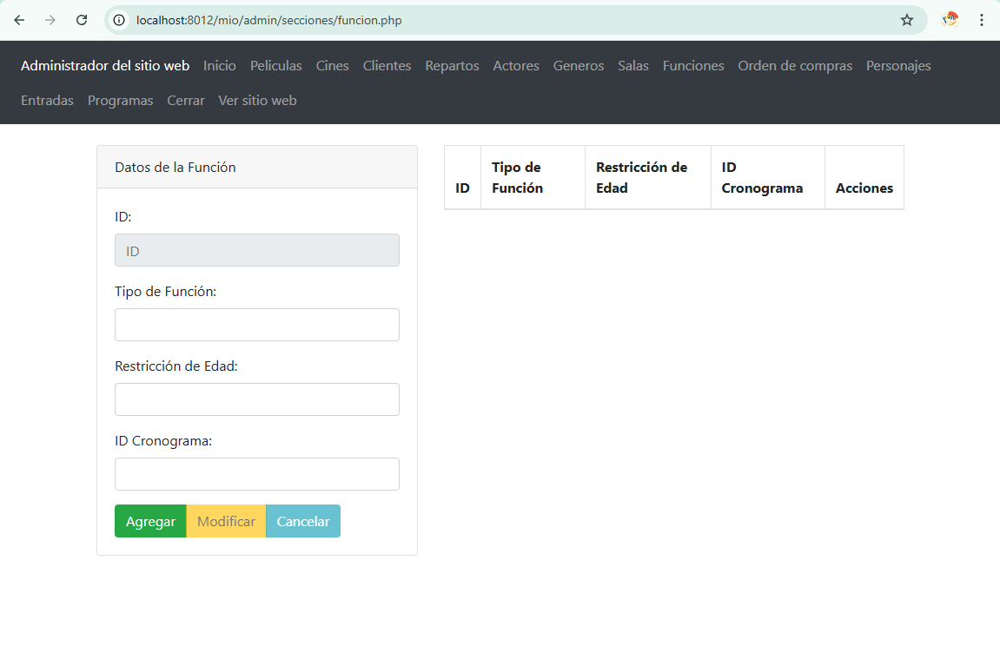 localhost:8012/mio/admin/secciones/funcion.php
Administrador del sitio web Inicio Peliculas Cines Clientes Repartos Actores Generos Salas Funciones Orden de compras Personajes
Entradas Programas Cerrar Ver sitio web
Datos de la Función
ID:
ID
Tipo de Función:
Restricción de Edad:
ID Cronograma:
Agregar Modificar Cancelar
ID Tipo de Función Restricción de Edad ID Cronograma Acciones